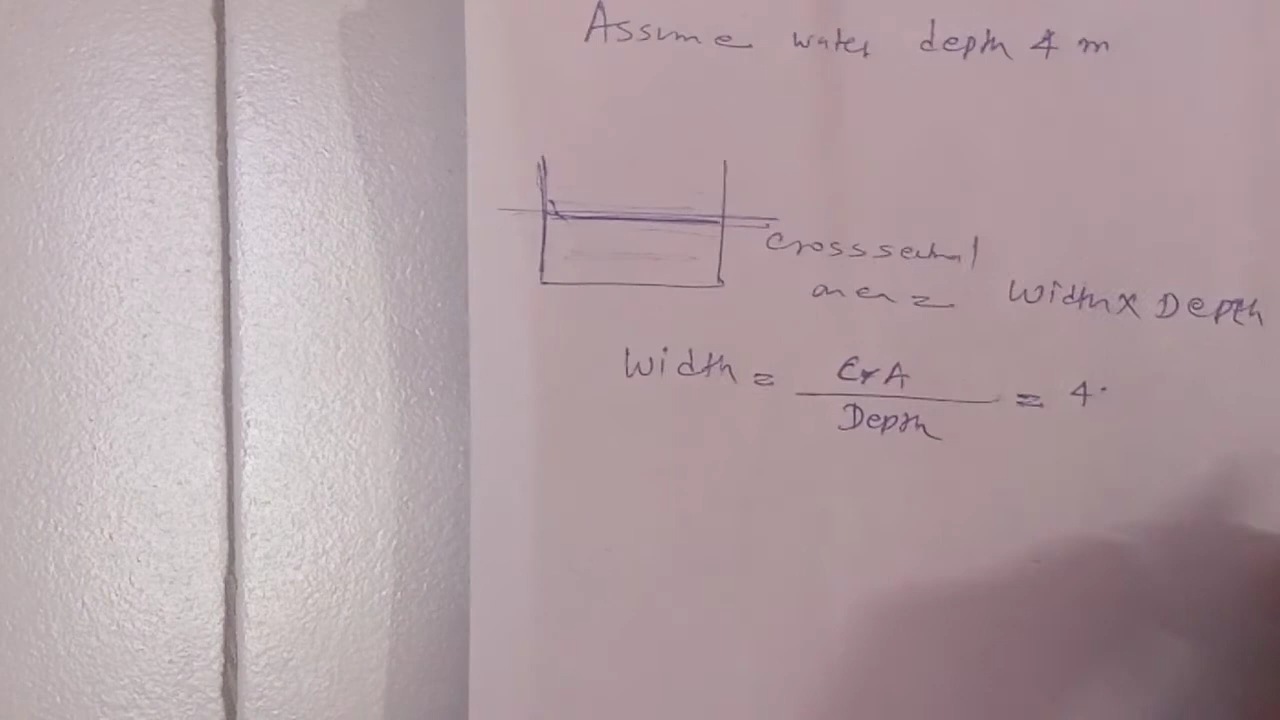 Assume water depth 4 m
Crosssectional
area = Width x Depth
Width = CrA / Depth = 4.